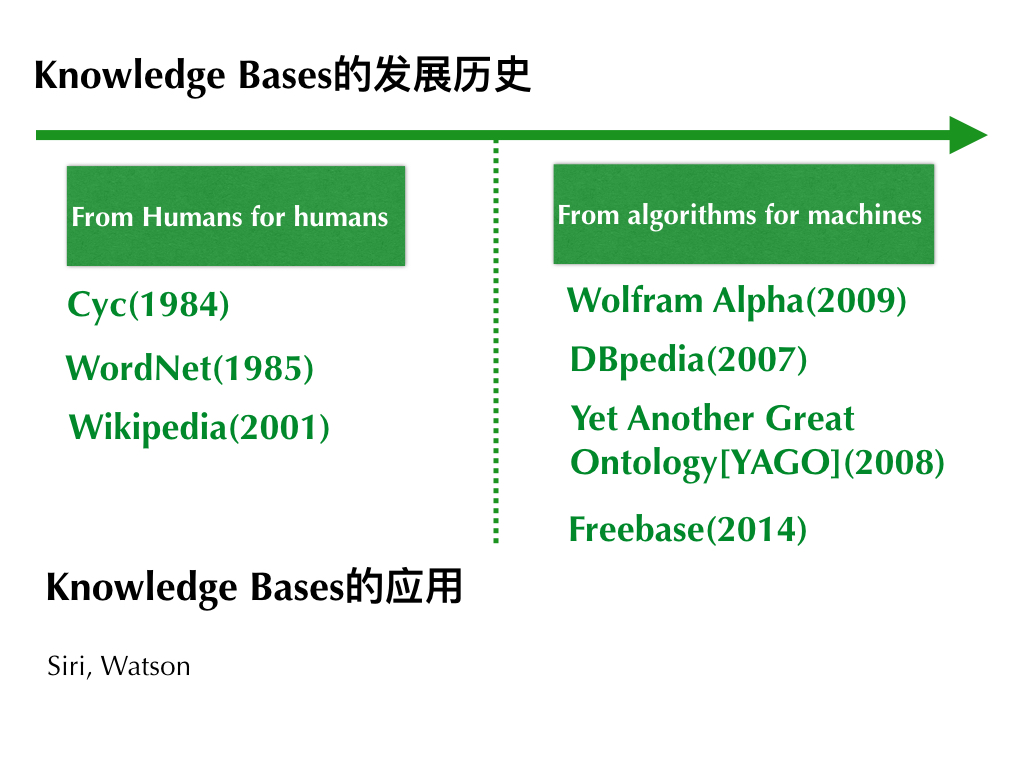 Knowledge Bases的发展历史
From Humans for humans
Cyc(1984)
WordNet(1985)
Wikipedia(2001)
From algorithms for machines
Wolfram Alpha(2009)
DBpedia(2007)
Yet Another Great
Ontology[YAGO](2008)
Freebase(2014)
Knowledge Bases的应用
Siri, Watson